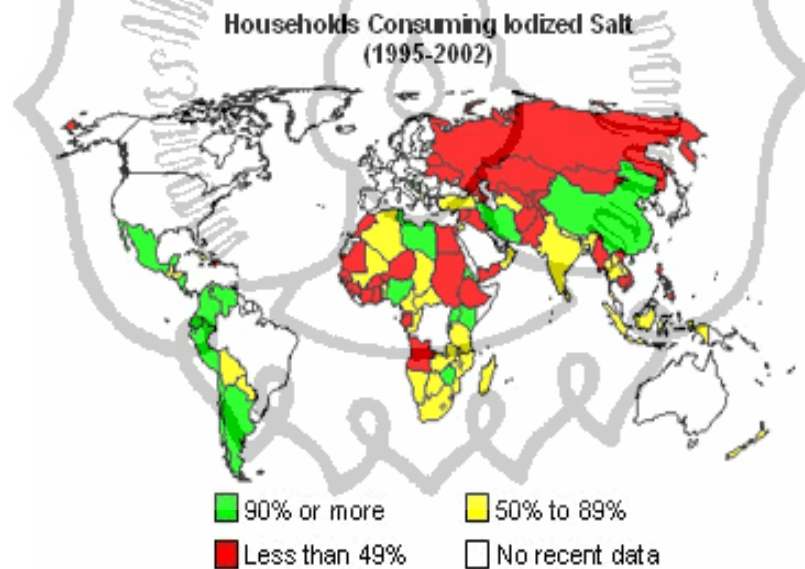 Households Consuming Iodized Salt
(1995-2002)
90% or more
50% to 89%
Less than 49%
No recent data